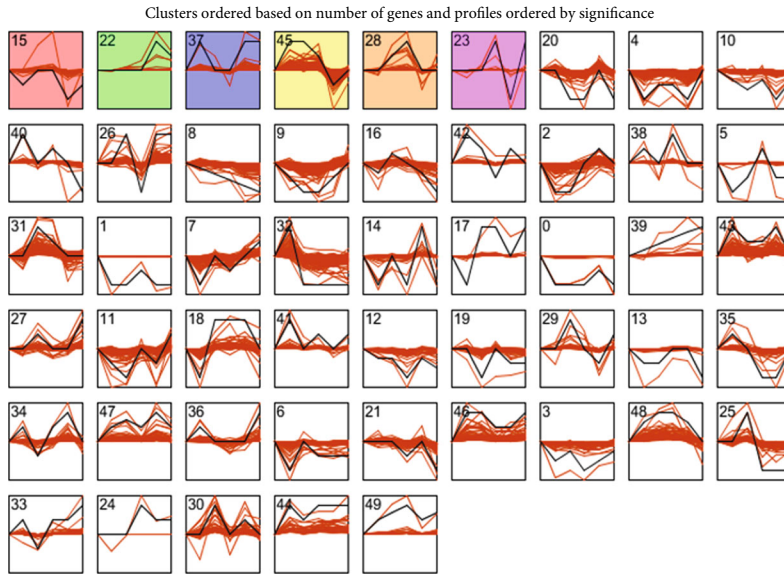 Clusters ordered based on number of genes and profiles ordered by significance
15 22 37 45 28 23 20 4 10
40 26 8 9 16 42 2 38 5
31 1 7 32 14 17 0 39 43
27 11 18 41 12 19 29 13 35
34 47 36 6 21 46 3 48 25
33 24 30 44 49